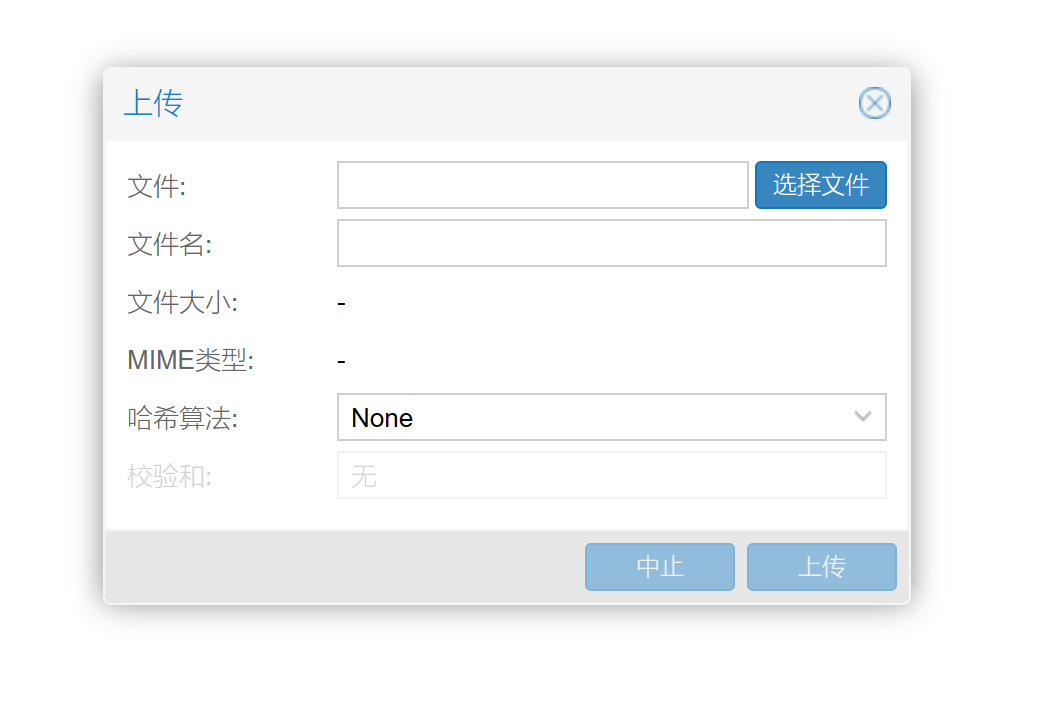 上传
文件: 选择文件
文件名:
文件大小: -
MIME类型: -
哈希算法: None
校验和: 无
中止 上传